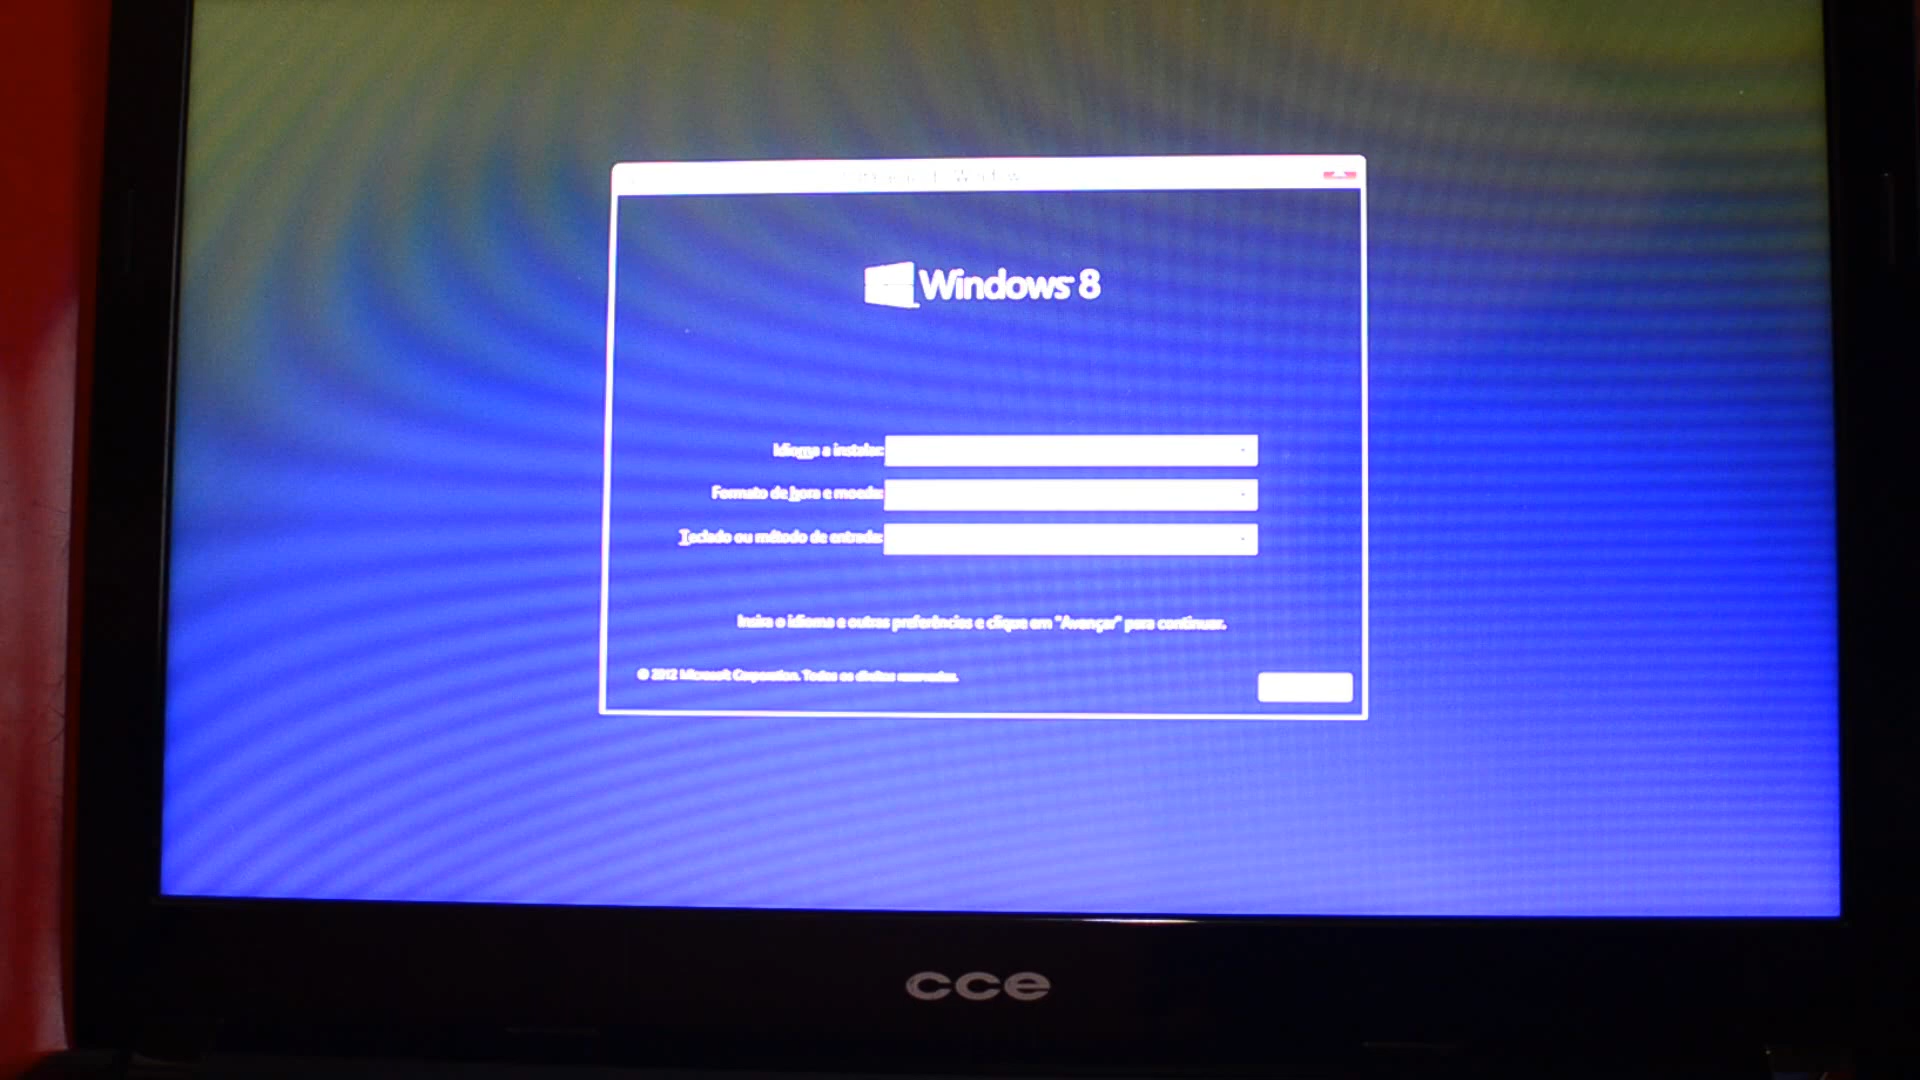 Windows 8
Idioma a instalar:
Formato de hora e moeda:
Teclado ou método de entrada:
Insira o idioma e outras preferências e clique em "Avançar" para continuar.
© 2012 Microsoft Corporation. Todos os direitos reservados.
cce